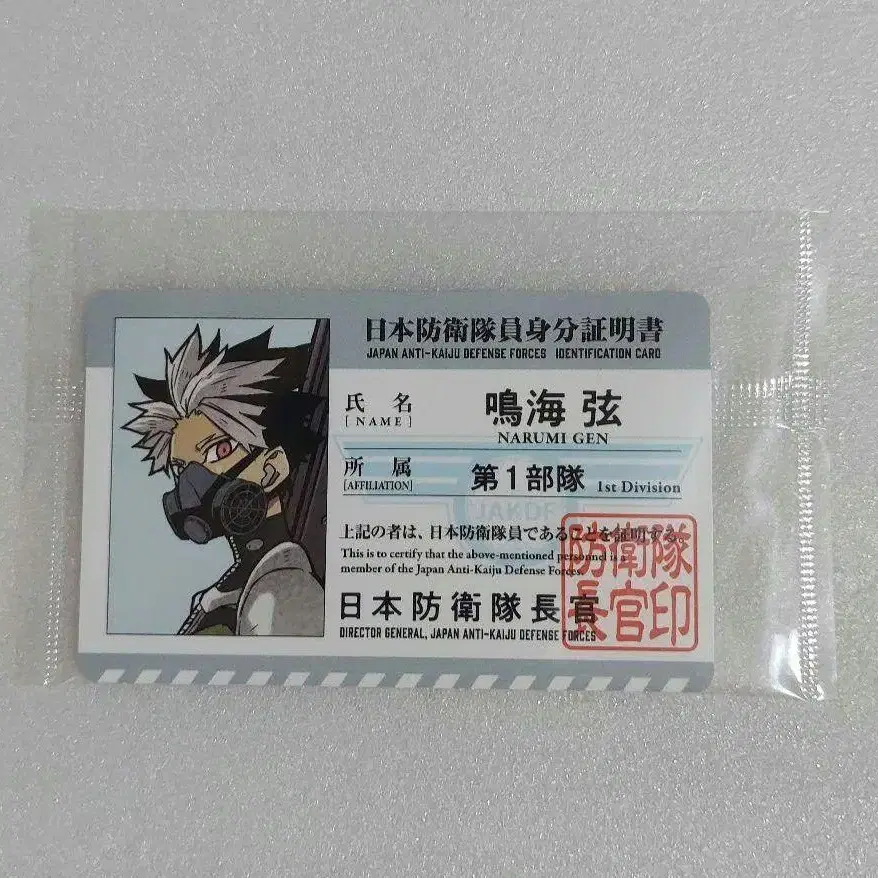 日本防衛隊員身分証明書
JAPAN ANTI-KAIJU DEFENSE FORCES IDENTIFICATION CARD
氏 名
[NAME]
鳴海 弦
NARUMI GEN
所 属
[AFFILIATION]
第1部隊 1st Division
JAKDF
上記の者は、日本防衛隊員であることを証明する。
This is to certify that the above-mentioned personnel is a
member of the Japan Anti-Kaiju Defense Forces.
日本防衛隊長官
DIRECTOR GENERAL, JAPAN ANTI-KAIJU DEFENSE FORCES
防衛隊
長官印